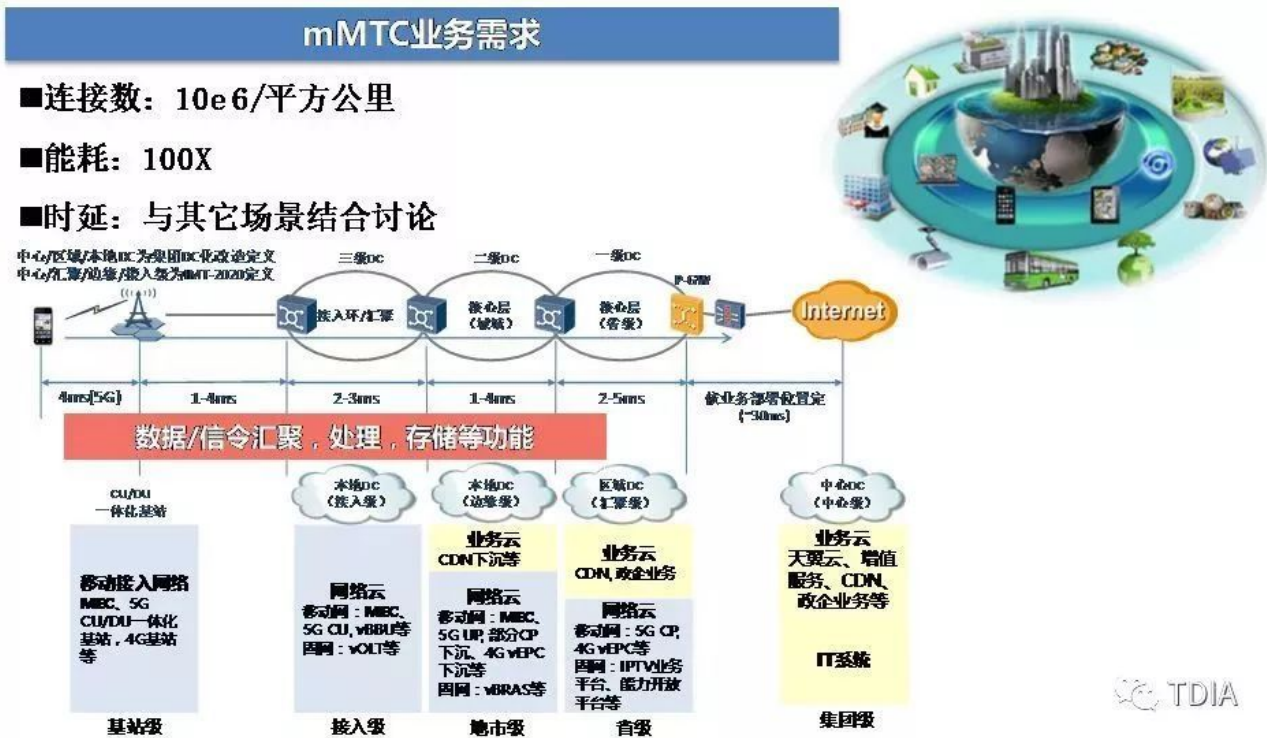 mMTC业务需求
■连接数：10e6/平方公里
■能耗：100X
■时延：与其它场景结合讨论
中心/区域/本地DC为集团DC化改造定义
中心/汇聚/边缘/接入级为IMT-2020定义
三级DC
二级DC
一级DC
接入环/汇聚
核心层
（城域）
核心层
（省级）
Internet
4ms(5G)
1-4ms
2-3ms
1-4ms
2-5ms
依业务部署位置定
(~30ms)
数据/信令汇聚，处理，存储等功能
CU/DU
一体化基站
本地DC
（接入级）
本地DC
（边缘级）
区域DC
（汇聚级）
中心DC
（中心级）
移动接入网络
MEC、5G
CU/DU一体化
基站，4G基站
等
基站级
网络云
移动网：MEC、
5G CU, vBBU等
固网：vOLT等
接入级
业务云
CDN下沉等
网络云
移动网：MEC、
5G UP, 部分CP
下沉、4G vEPC
下沉等
固网：vBRAS等
地市级
业务云
CDN, 政企业务
网络云
移动网：5G CP,
4G vEPC等
固网：IPTV业务
平台、能力开放
平台等
省级
业务云
天翼云、增值
服务、CDN、
政企业务等
IT系统
集团级
TDIA